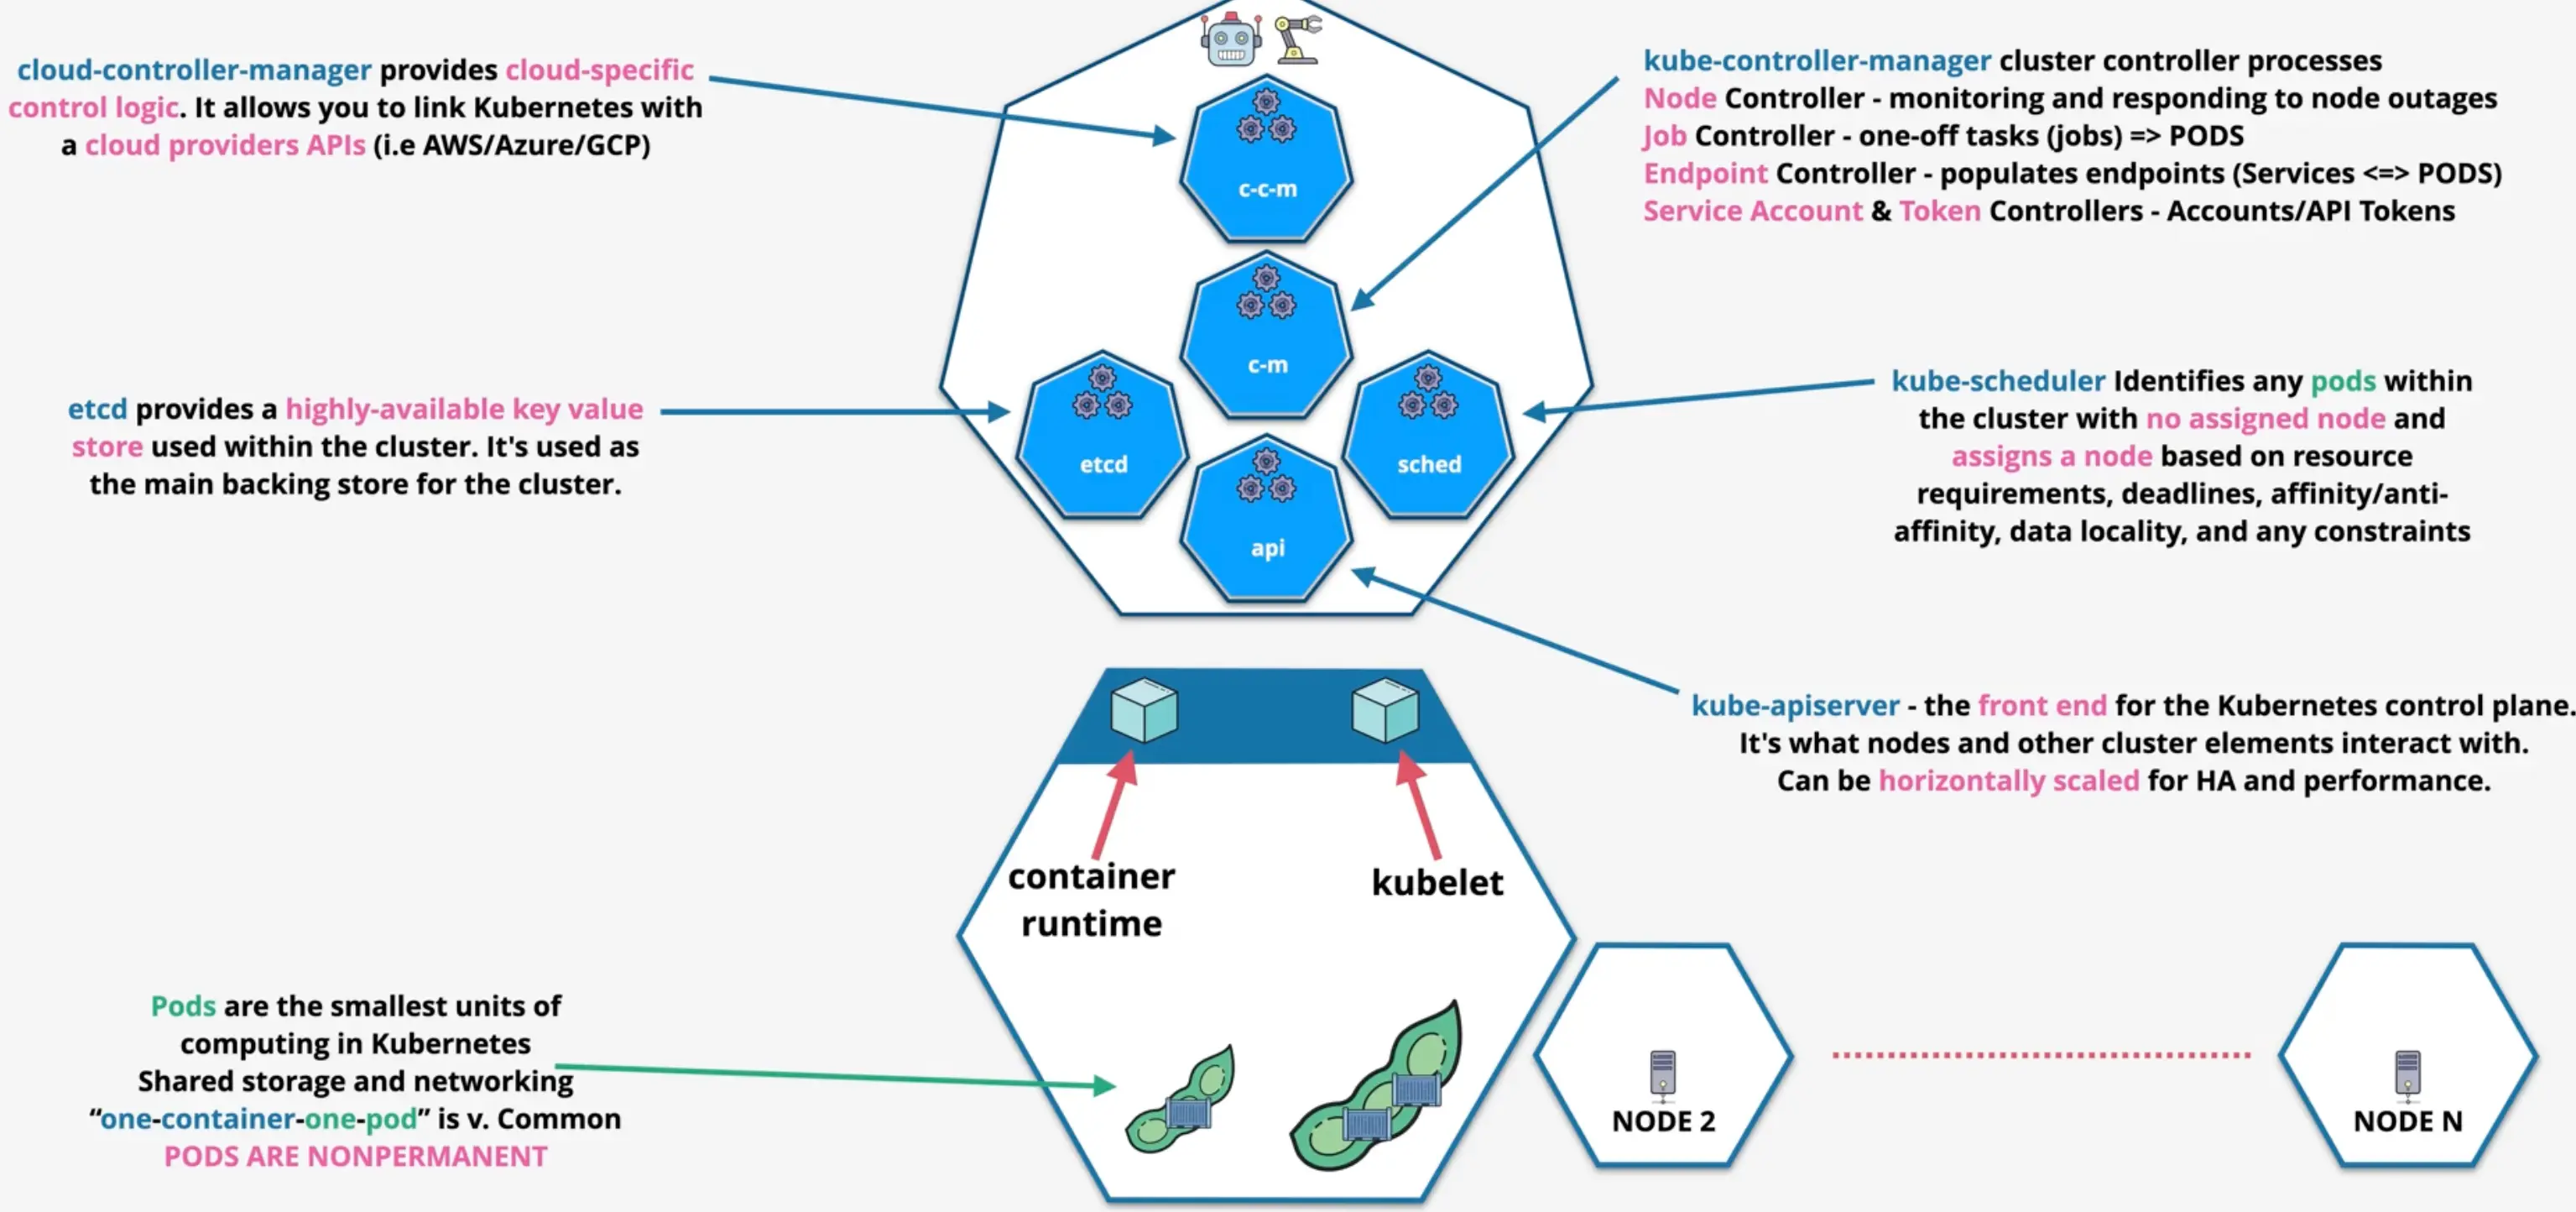 cloud-controller-manager provides cloud-specific
control logic. It allows you to link Kubernetes with
a cloud providers APIs (i.e AWS/Azure/GCP)
kube-controller-manager cluster controller processes
Node Controller - monitoring and responding to node outages
Job Controller - one-off tasks (jobs) => PODS
Endpoint Controller - populates endpoints (Services <=> PODS)
Service Account & Token Controllers - Accounts/API Tokens
c-c-m
c-m
etcd
sched
api
etcd provides a highly-available key value
store used within the cluster. It's used as
the main backing store for the cluster.
kube-scheduler Identifies any pods within
the cluster with no assigned node and
assigns a node based on resource
requirements, deadlines, affinity/anti-
affinity, data locality, and any constraints
kube-apiserver - the front end for the Kubernetes control plane.
It's what nodes and other cluster elements interact with.
Can be horizontally scaled for HA and performance.
container
runtime
kubelet
Pods are the smallest units of
computing in Kubernetes
Shared storage and networking
“one-container-one-pod” is v. Common
PODS ARE NONPERMANENT
NODE 2
NODE N